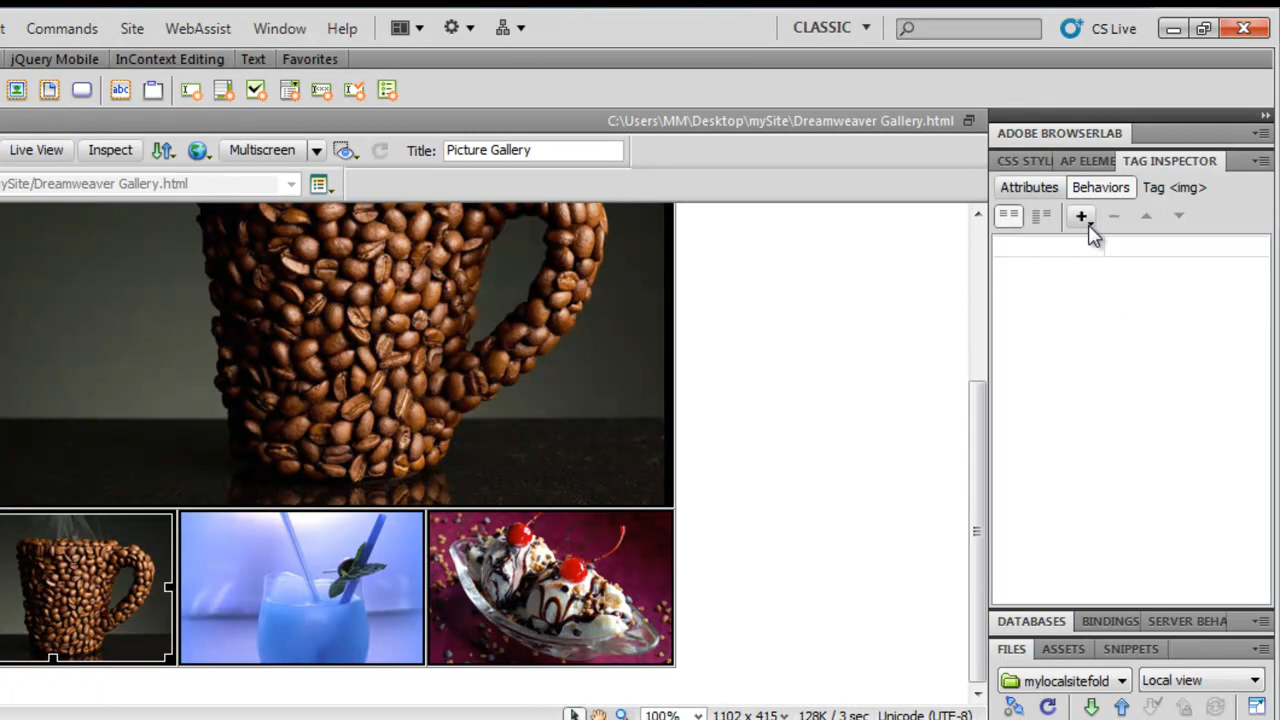 t Commands Site WebAssist Window Help CLASSIC CS Live
jQuery Mobile InContext Editing Text Favorites
abc
C:\Users\MM\Desktop\mySite\Dreamweaver Gallery.html
ADOBE BROWSERLAB
Live View Inspect Multiscreen Title: Picture Gallery
CSS STYL AP ELEME TAG INSPECTOR
ySite/Dreamweaver Gallery.html
Attributes Behaviors Tag <img>
DATABASES BINDINGS SERVER BEHA
FILES ASSETS SNIPPETS
mylocalsitefold Local view
100% 1102 x 415 128K / 3 sec Unicode (UTF-8)